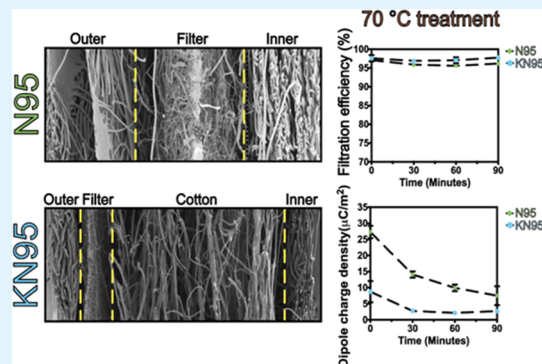 70 °C treatment
Outer Filter Inner
N95
Outer Filter Cotton Inner
KN95
Filtration efficiency (%)
100
95
90
85
80
75
70
0 30 60 90
Time (Minutes)
N95
KN95
Dipole charge density(μC/m²)
35
30
25
20
15
10
5
0
0 30 60 90
Time (Minutes)
N95
KN95